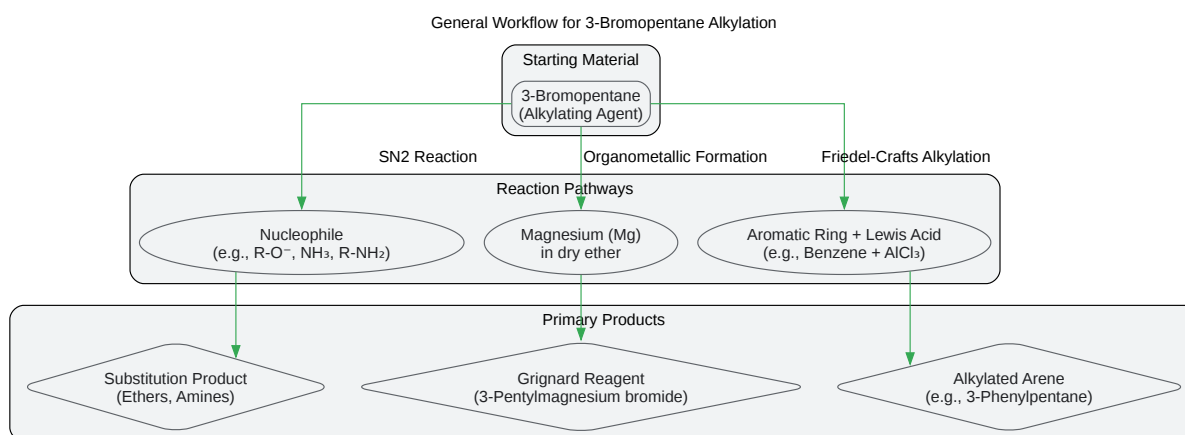 General Workflow for 3-Bromopentane Alkylation
Starting Material
3-Bromopentane
(Alkylating Agent)
SN2 Reaction
Organometallic Formation
Friedel-Crafts Alkylation
Reaction Pathways
Nucleophile
(e.g., R-O⁻, NH₃, R-NH₂)
Magnesium (Mg)
in dry ether
Aromatic Ring + Lewis Acid
(e.g., Benzene + AlCl₃)
Primary Products
Substitution Product
(Ethers, Amines)
Grignard Reagent
(3-Pentylmagnesium bromide)
Alkylated Arene
(e.g., 3-Phenylpentane)